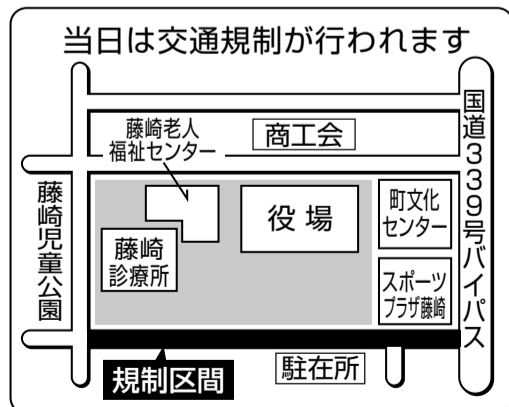 当日は交通規制が行われます
藤崎老人
福祉センター
商工会
国道339号バイパス
藤崎児童公園
役場
町文化
センター
藤崎
診療所
スポーツ
プラザ藤崎
規制区間
駐在所